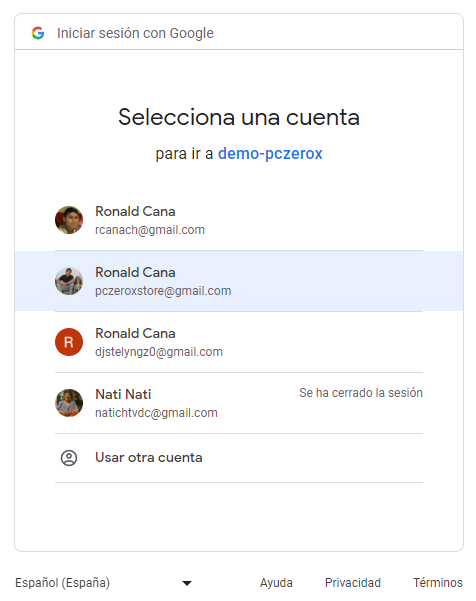 Iniciar sesión con Google
Selecciona una cuenta
para ir a demo-pczerox
Ronald Cana
rcanach@gmail.com
Ronald Cana
pczeroxstore@gmail.com
R
Ronald Cana
djstelyngz0@gmail.com
Nati Nati
Se ha cerrado la sesión
natichtvdc@gmail.com
Usar otra cuenta
Español (España)
Ayuda
Privacidad
Términos